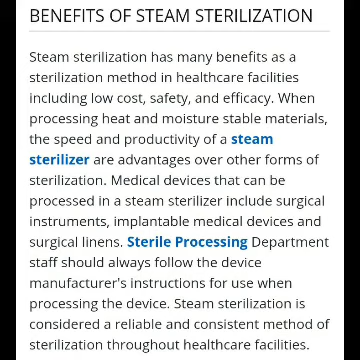 BENEFITS OF STEAM STERILIZATION
Steam sterilization has many benefits as a
sterilization method in healthcare facilities
including low cost, safety, and efficacy. When
processing heat and moisture stable materials,
the speed and productivity of a steam
sterilizer are advantages over other forms of
sterilization. Medical devices that can be
processed in a steam sterilizer include surgical
instruments, implantable medical devices and
surgical linens. Sterile Processing Department
staff should always follow the device
manufacturer's instructions for use when
processing the device. Steam sterilization is
considered a reliable and consistent method of
sterilization throughout healthcare facilities.